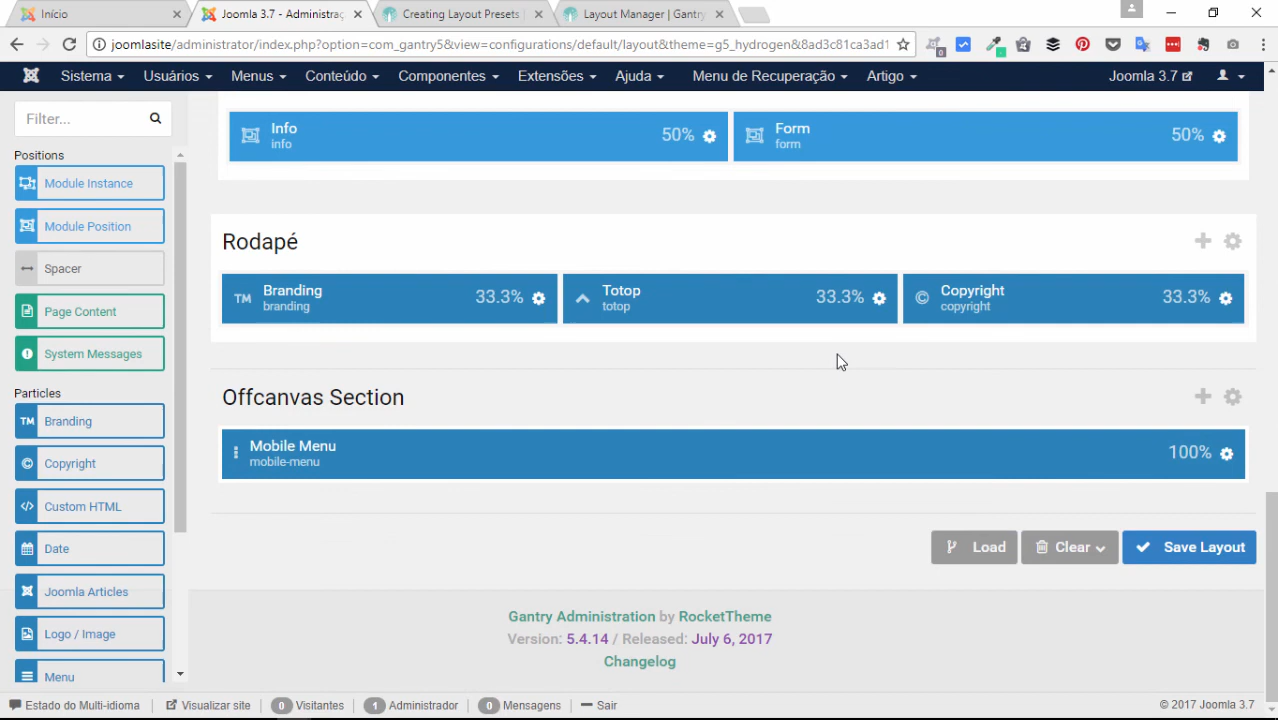 Início
Joomla 3.7 - Administraç
Creating Layout Presets
Layout Manager | Gantry
joomlasite/administrator/index.php?option=com_gantry5&view=configurations/default/layout&theme=g5_hydrogen&8ad3c81ca3ad1
Sistema Usuários Menus Conteúdo Componentes Extensões Ajuda Menu de Recuperação Artigo Joomla 3.7
Filter...
Positions
Module Instance
Module Position
Spacer
Page Content
System Messages
Particles
Branding
Copyright
Custom HTML
Date
Joomla Articles
Logo / Image
Menu
Info
info
50%
Form
form
50%
Rodapé
Branding
branding
33.3%
Totop
totop
33.3%
Copyright
copyright
33.3%
Offcanvas Section
Mobile Menu
mobile-menu
100%
Load
Clear
Save Layout
Gantry Administration by RocketTheme
Version: 5.4.14 / Released: July 6, 2017
Changelog
Estado do Multi-idioma Visualizar site 0 Visitantes 1 Administrador 0 Mensagens Sair © 2017 Joomla 3.7